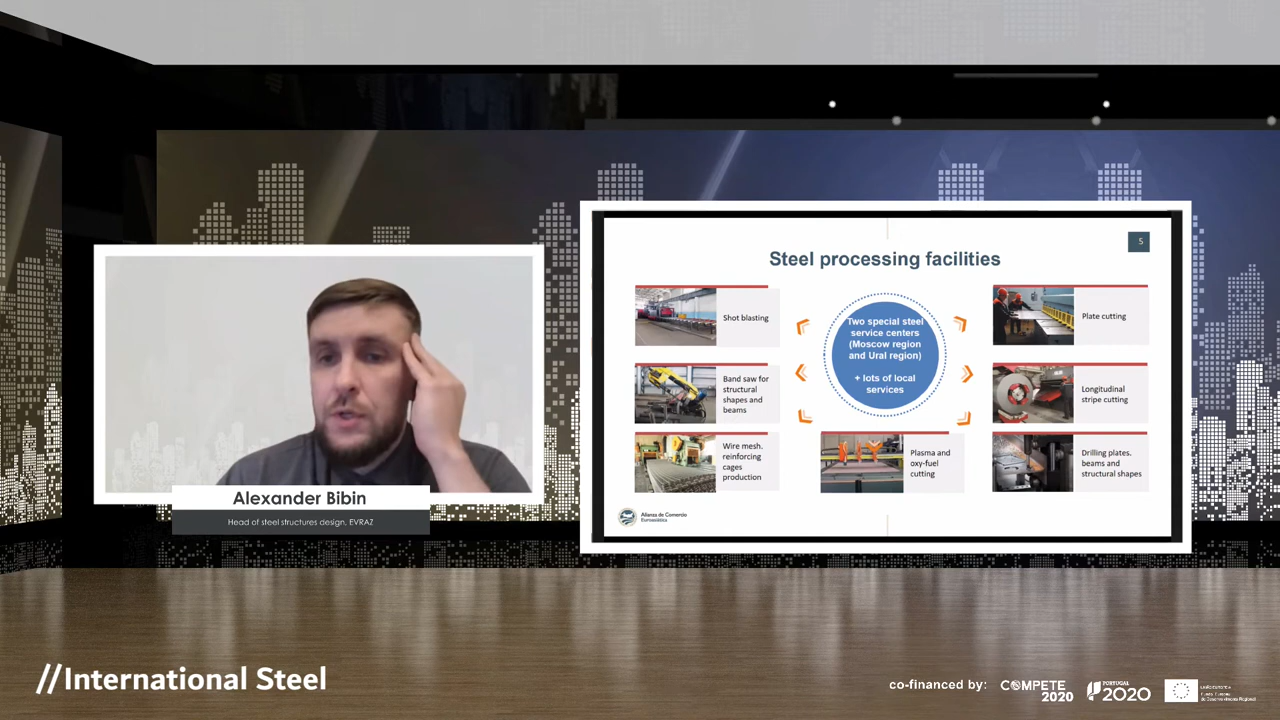 5
Steel processing facilities
Shot blasting
Two special steel
service centers
(Moscow region
and Ural region)
+ lots of local
services
Plate cutting
Band saw for
structural
shapes and
beams
Longitudinal
stripe cutting
Wire mesh.
reinforcing
cages
production
Plasma and
oxy-fuel
cutting
Drilling plates.
beams and
structural shapes
Alianza de Comercio
Euroasiática
Alexander Bibin
Head of steel structures design, EVRAZ
//International Steel
co-financed by:
COMPETE
2020
PORTUGAL
2020